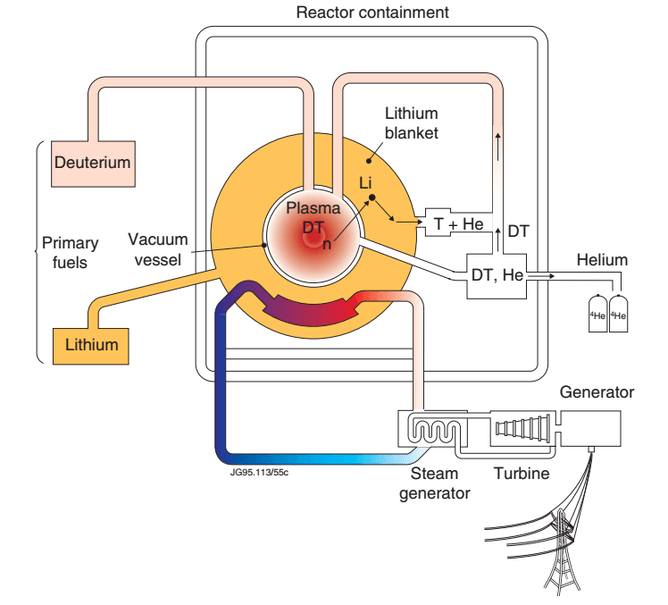 Reactor containment
Lithium
blanket
Deuterium
Li
Plasma
DT
n
T + He
DT
Primary
fuels
Vacuum
vessel
DT, He
Helium
⁴He ⁴He
Lithium
Generator
JG95.113/55c
Steam
generator
Turbine